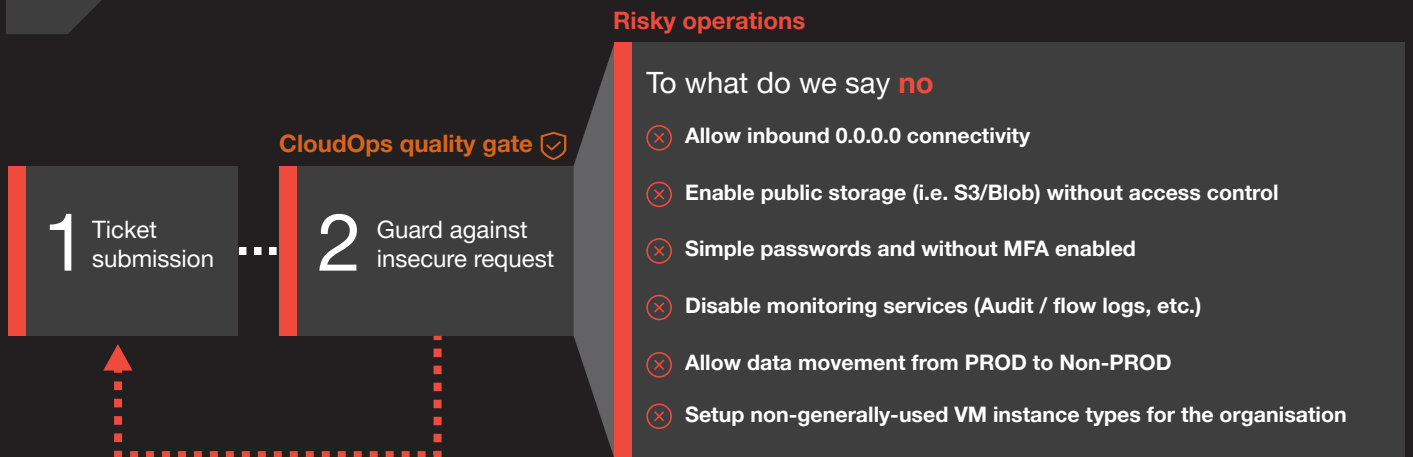 Risky operations
To what do we say no
CloudOps quality gate
Allow inbound 0.0.0.0 connectivity
Enable public storage (i.e. S3/Blob) without access control
1
Ticket
submission
2
Guard against
insecure request
Simple passwords and without MFA enabled
Disable monitoring services (Audit / flow logs, etc.)
Allow data movement from PROD to Non-PROD
Setup non-generally-used VM instance types for the organisation